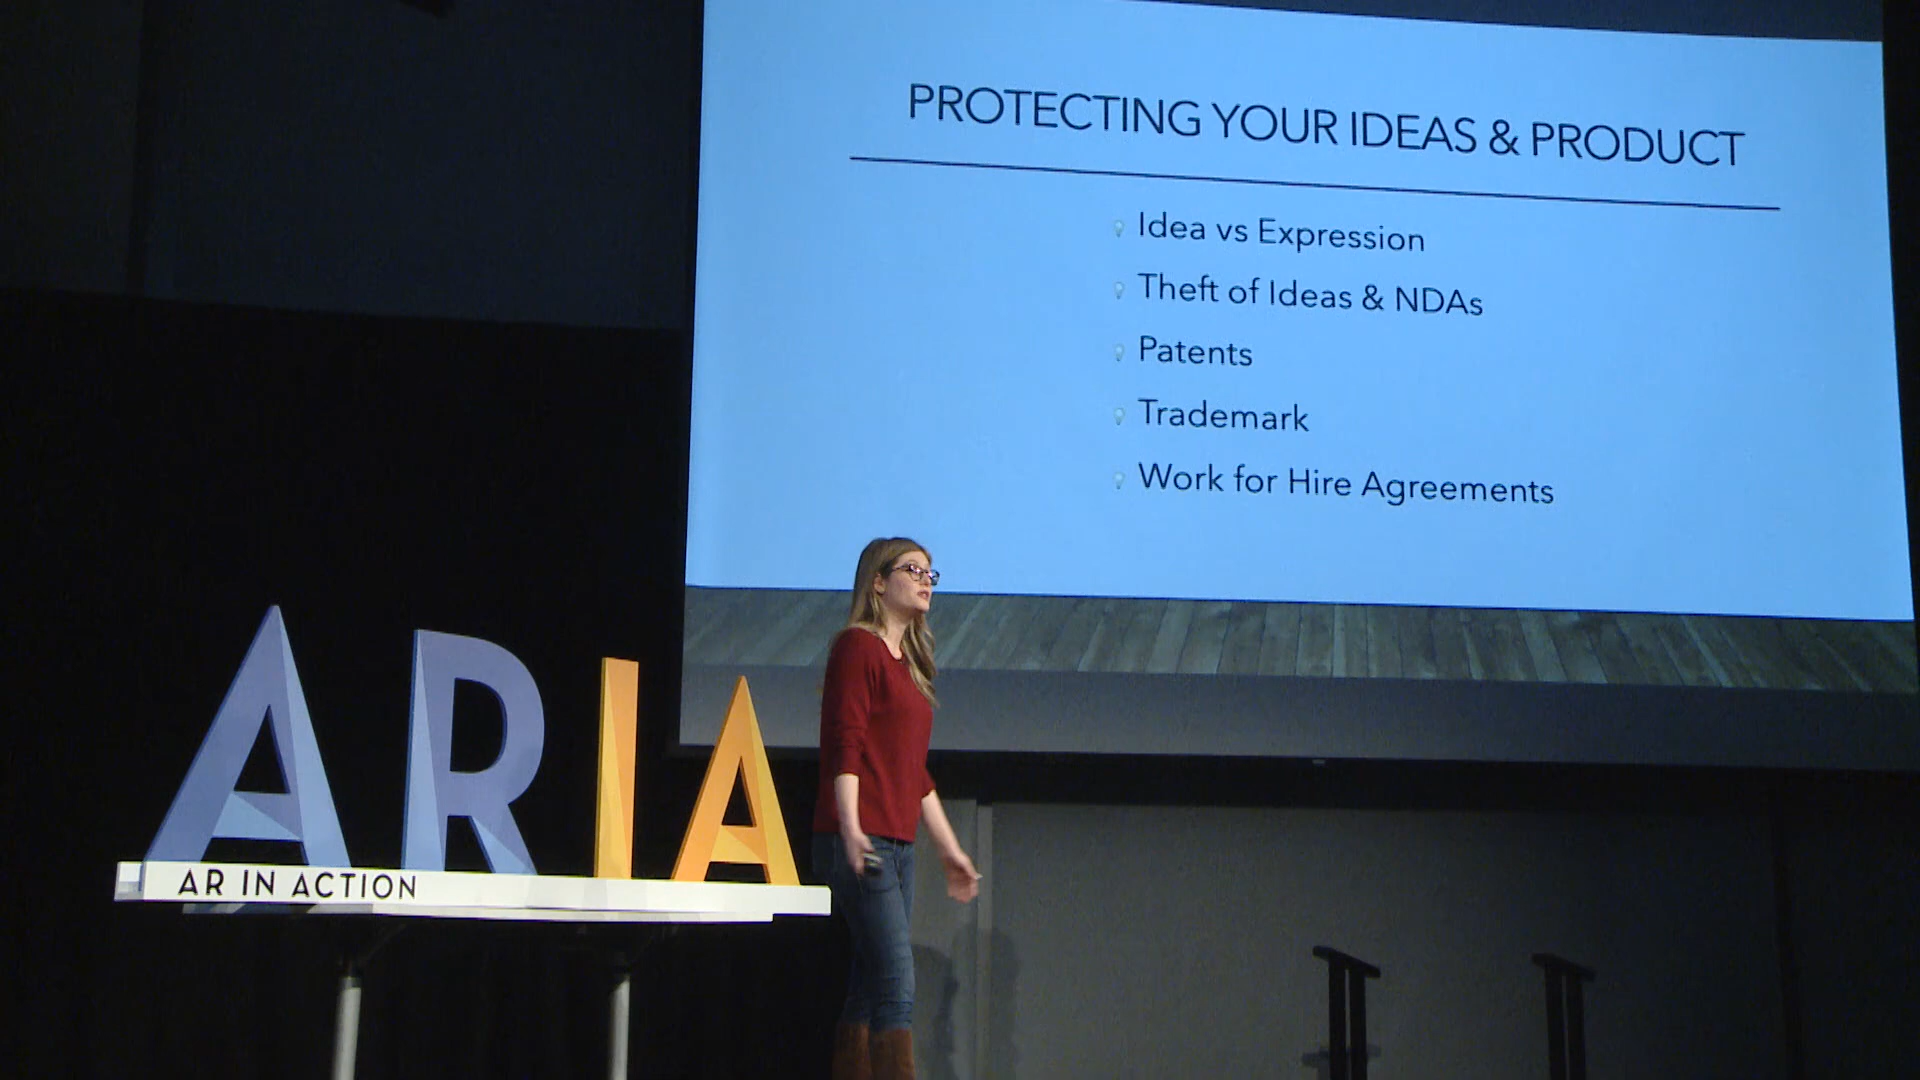 PROTECTING YOUR IDEAS & PRODUCT
Idea vs Expression
Theft of Ideas & NDAs
Patents
Trademark
Work for Hire Agreements
ARIA
AR IN ACTION